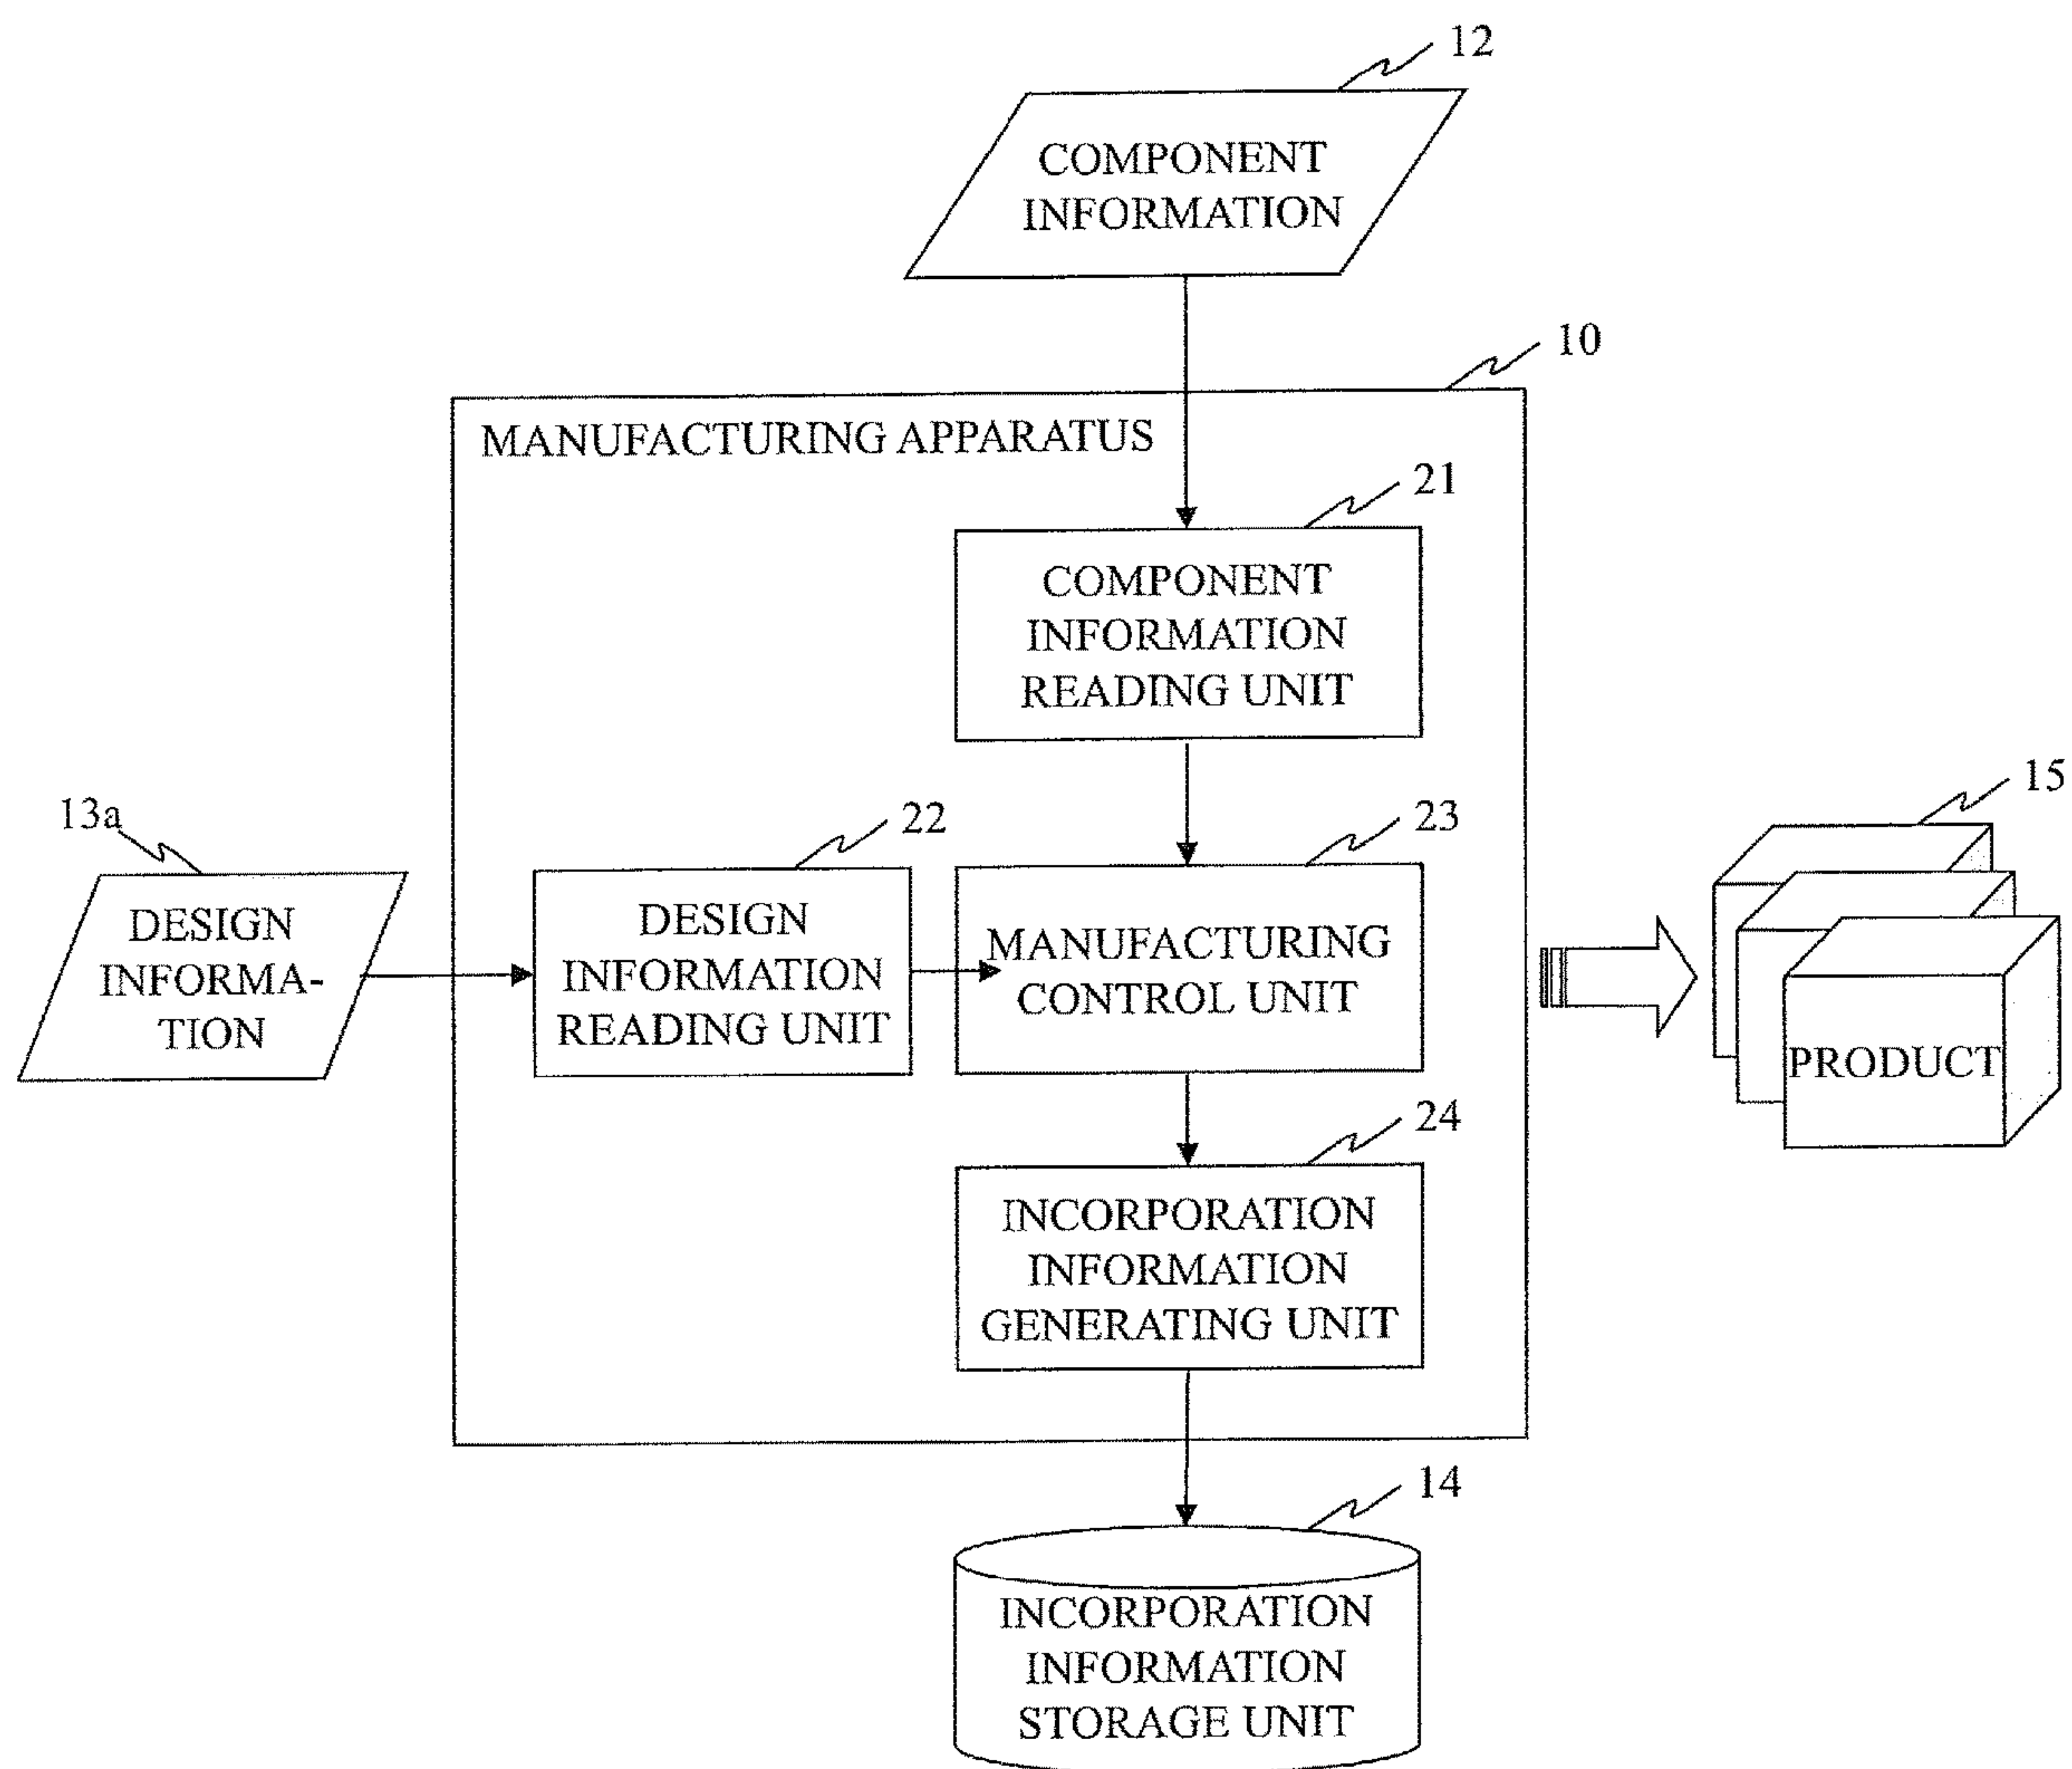 12
COMPONENT
INFORMATION
10
MANUFACTURING APPARATUS
21
COMPONENT
INFORMATION
READING UNIT
13a
DESIGN
INFORMA-
TION
22
DESIGN
INFORMATION
READING UNIT
23
MANUFACTURING
CONTROL UNIT
15
PRODUCT
24
INCORPORATION
INFORMATION
GENERATING UNIT
14
INCORPORATION
INFORMATION
STORAGE UNIT